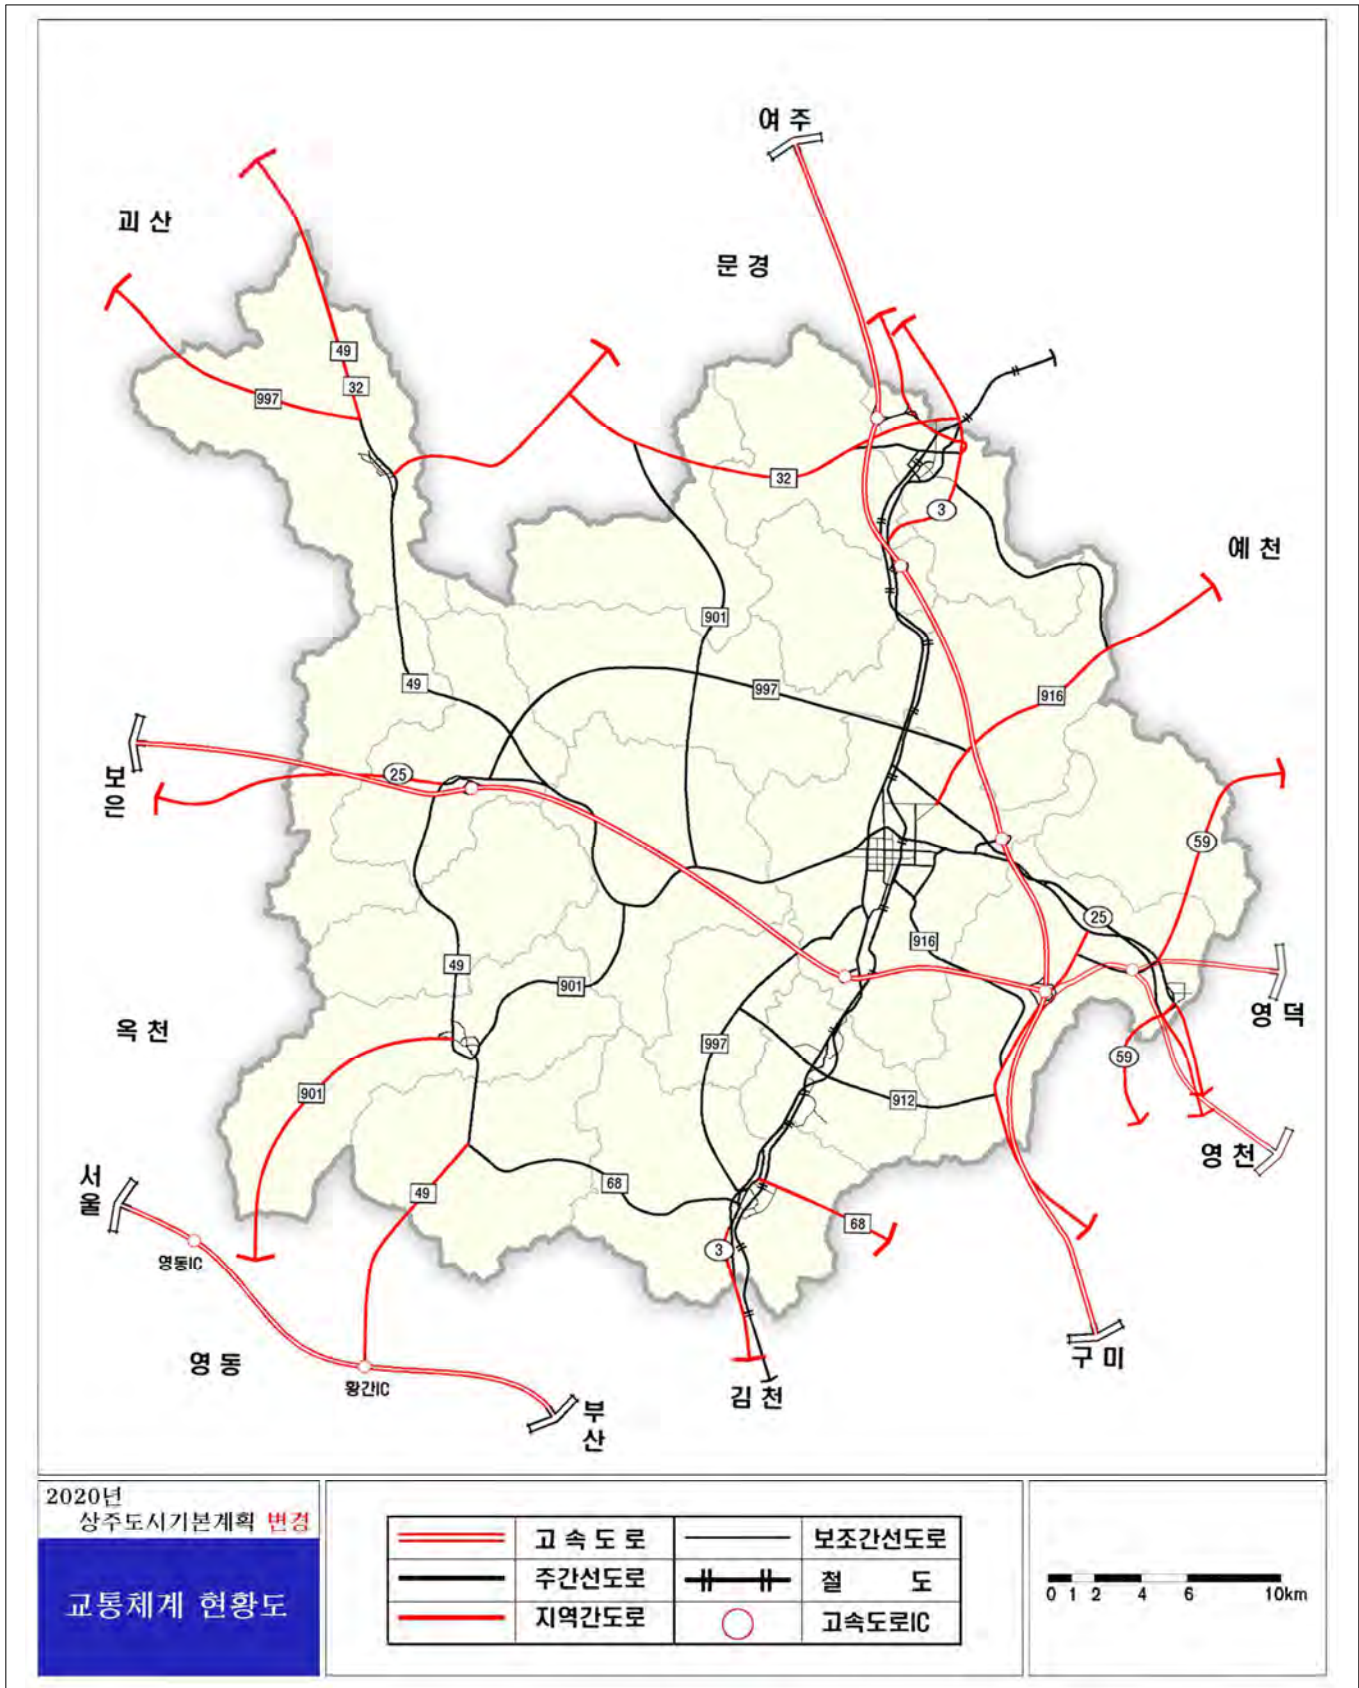 여 주
괴 산
문 경
49
32
997
32
3
예 천
901
49
997
916
보은
25
59
25
916
49
901
영 덕
옥 천
997
59
901
912
영 천
서울
49
68
68
3
영동IC
영 동
황간IC
구 미
김 천
부산
2020년
상주도시기본계획 변경
교통체계 현황도
고 속 도 로
보조간선도로
주간선도로
철 도
지역간도로
고속도로IC
0 1 2 4 6 10km